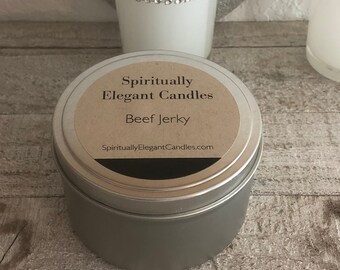 Spiritually
Elegant Candles
Beef Jerky
SpirituallyElegantCandles.com